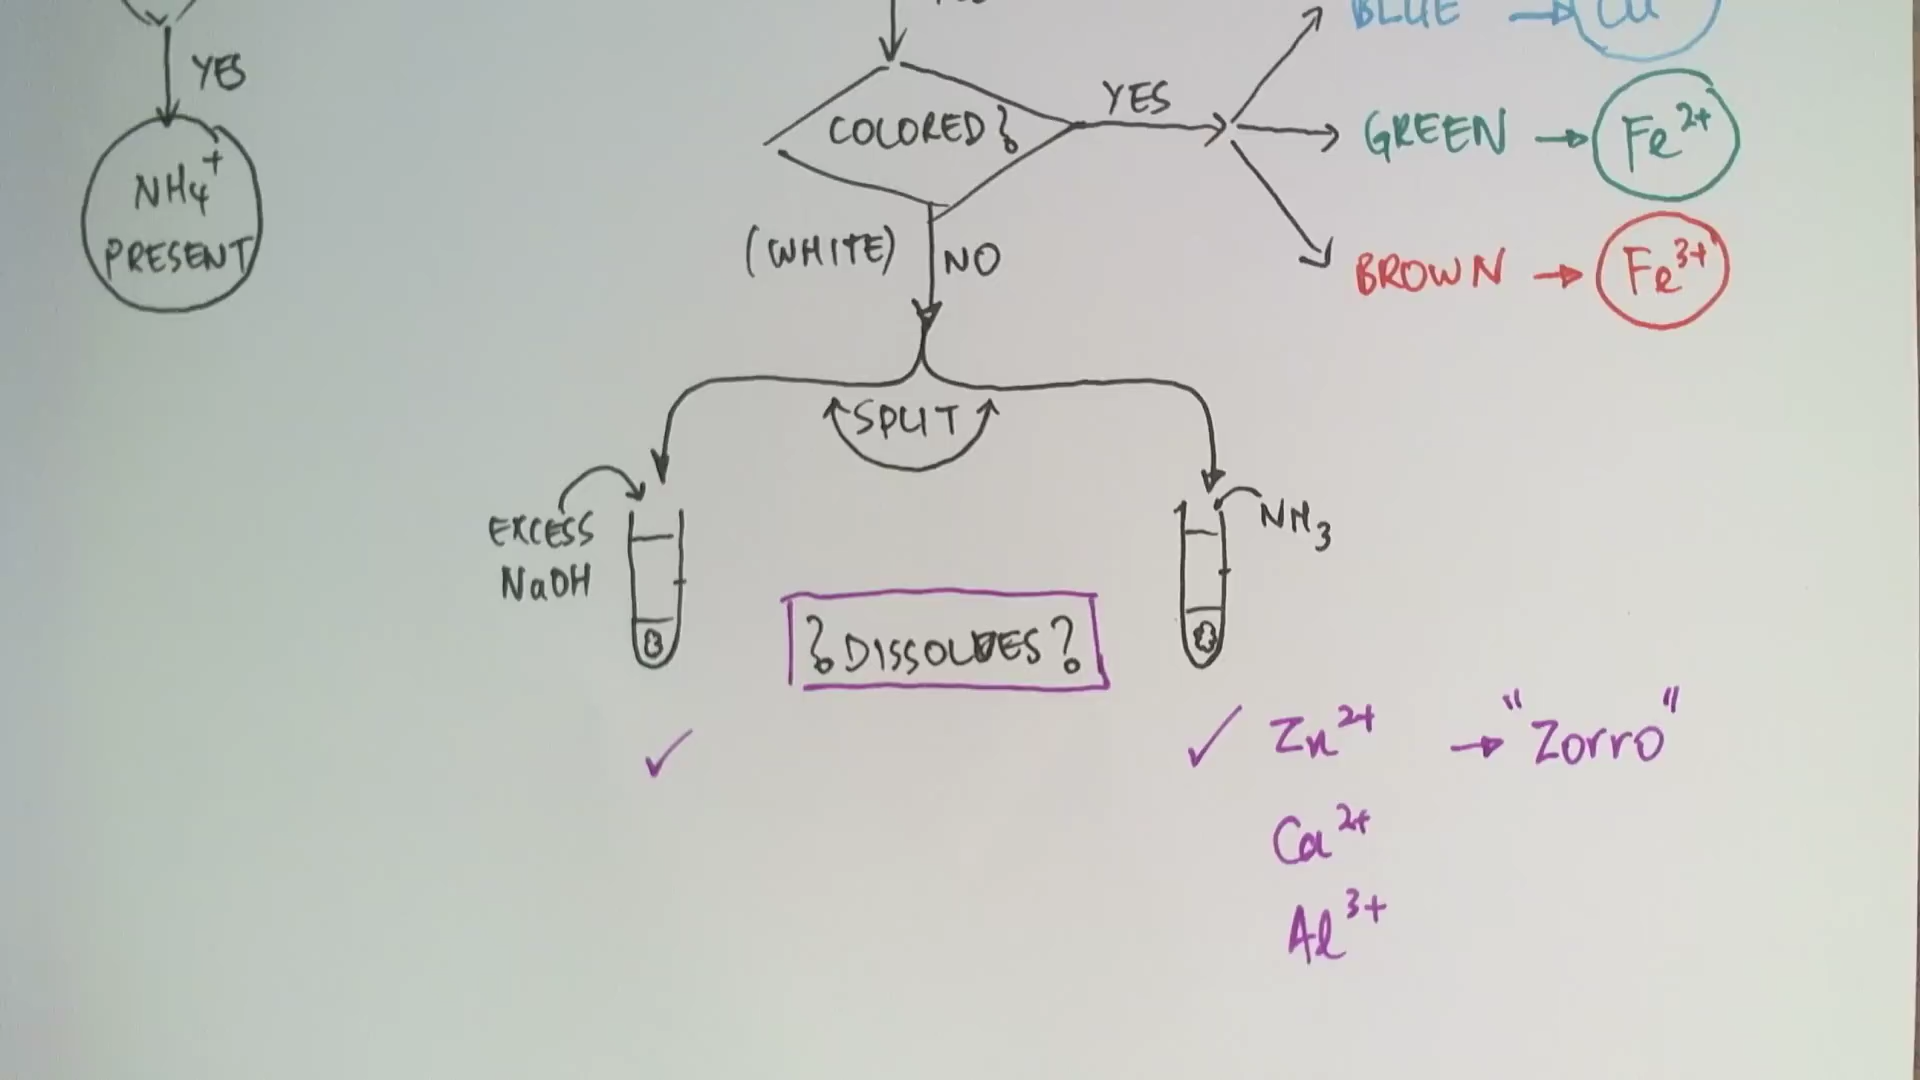 BLUE → Cu
YES
COLORED?
YES
GREEN → Fe²⁺
NH₄⁺
PRESENT
(WHITE) NO
BROWN → Fe³⁺
SPLIT
EXCESS
NaOH
NH₃
? DISSOLVES ?
✓
✓ Zn²⁺ → "Zorro"
Ca²⁺
Al³⁺